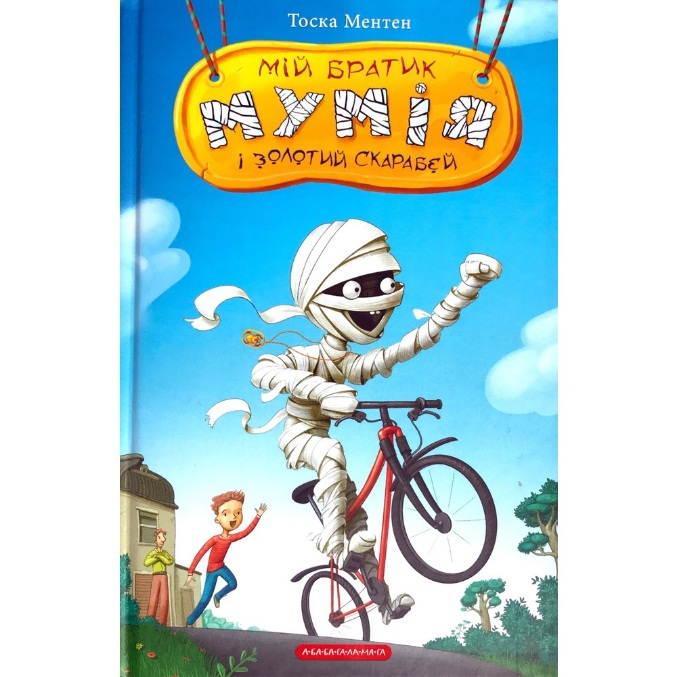 Тоска Ментен
МІЙ БРАТИК
МУМІЯ
І ЗОЛОТИЙ СКАРАБЕЙ
А-БА-БА-ГА-ЛА-МА-ГА